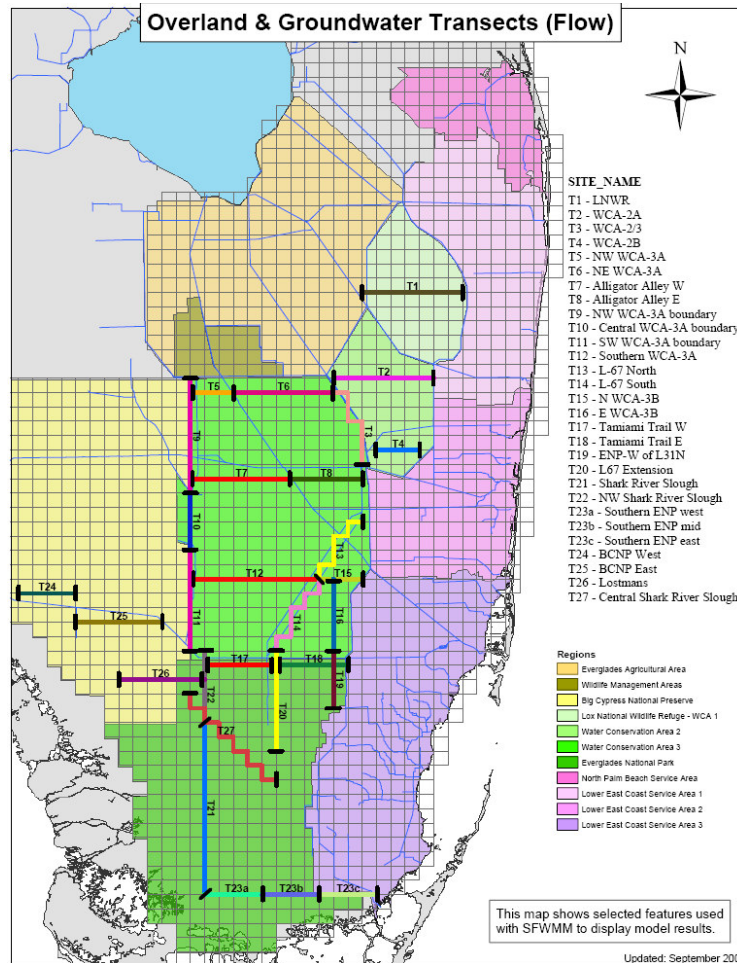 Overland & Groundwater Transects (Flow)
N
SITE_NAME
T1 - LNWR
T2 - WCA-2A
T3 - WCA-2/3
T4 - WCA-2B
T5 - NW WCA-3A
T6 - NE WCA-3A
T7 - Alligator Alley W
T8 - Alligator Alley E
T9 - NW WCA-3A boundary
T10 - Central WCA-3A boundary
T11 - SW WCA-3A boundary
T12 - Southern WCA-3A
T13 - L-67 North
T14 - L-67 South
T15 - N WCA-3B
T16 - E WCA-3B
T17 - Tamiami Trail W
T18 - Tamiami Trail E
T19 - ENP-W of L31N
T20 - L67 Extension
T21 - Shark River Slough
T22 - NW Shark River Slough
T23a - Southern ENP west
T23b - Southern ENP mid
T23c - Southern ENP east
T24 - BCNP West
T25 - BCNP East
T26 - Lostmans
T27 - Central Shark River Slough
T1
T2
T5
T6
T3
T9
T4
T7
T8
T10
T13
T12
T15
T24
T11
T14
T16
T25
T17
T18
T26
T22
T19
T20
T27
T21
T23a
T23b
T23c
Regions
Everglades Agricultural Area
Wildlife Management Areas
Big Cypress National Preserve
Lox National Wildlife Refuge - WCA 1
Water Conservation Area 2
Water Conservation Area 3
Everglades National Park
North Palm Beach Service Area
Lower East Coast Service Area 1
Lower East Coast Service Area 2
Lower East Coast Service Area 3
This map shows selected features used
with SFWMM to display model results.
Updated: September 200